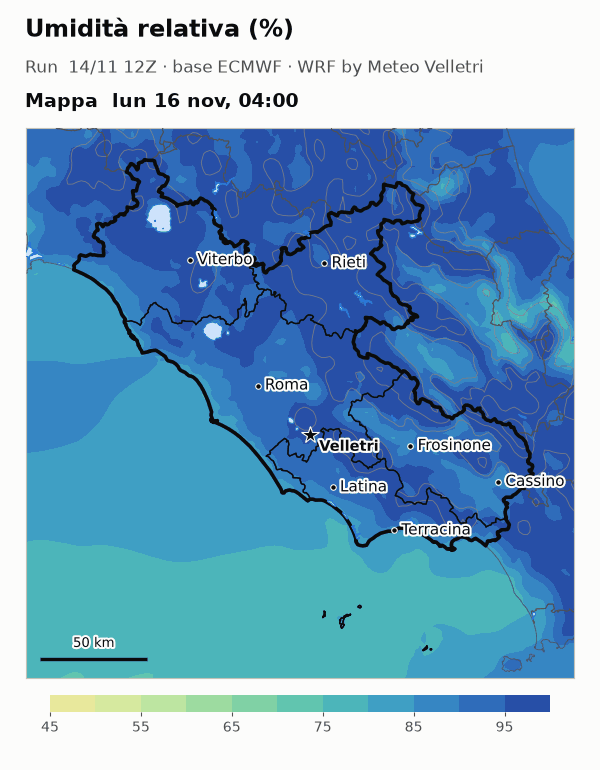 Umidità relativa (%)
Run  14/11 12Z · base ECMWF · WRF by Meteo Velletri
Mappa  lun 16 nov, 04:00
Viterbo
Rieti
Roma
Velletri
Frosinone
Cassino
Latina
Terracina
50 km
45 55 65 75 85 95